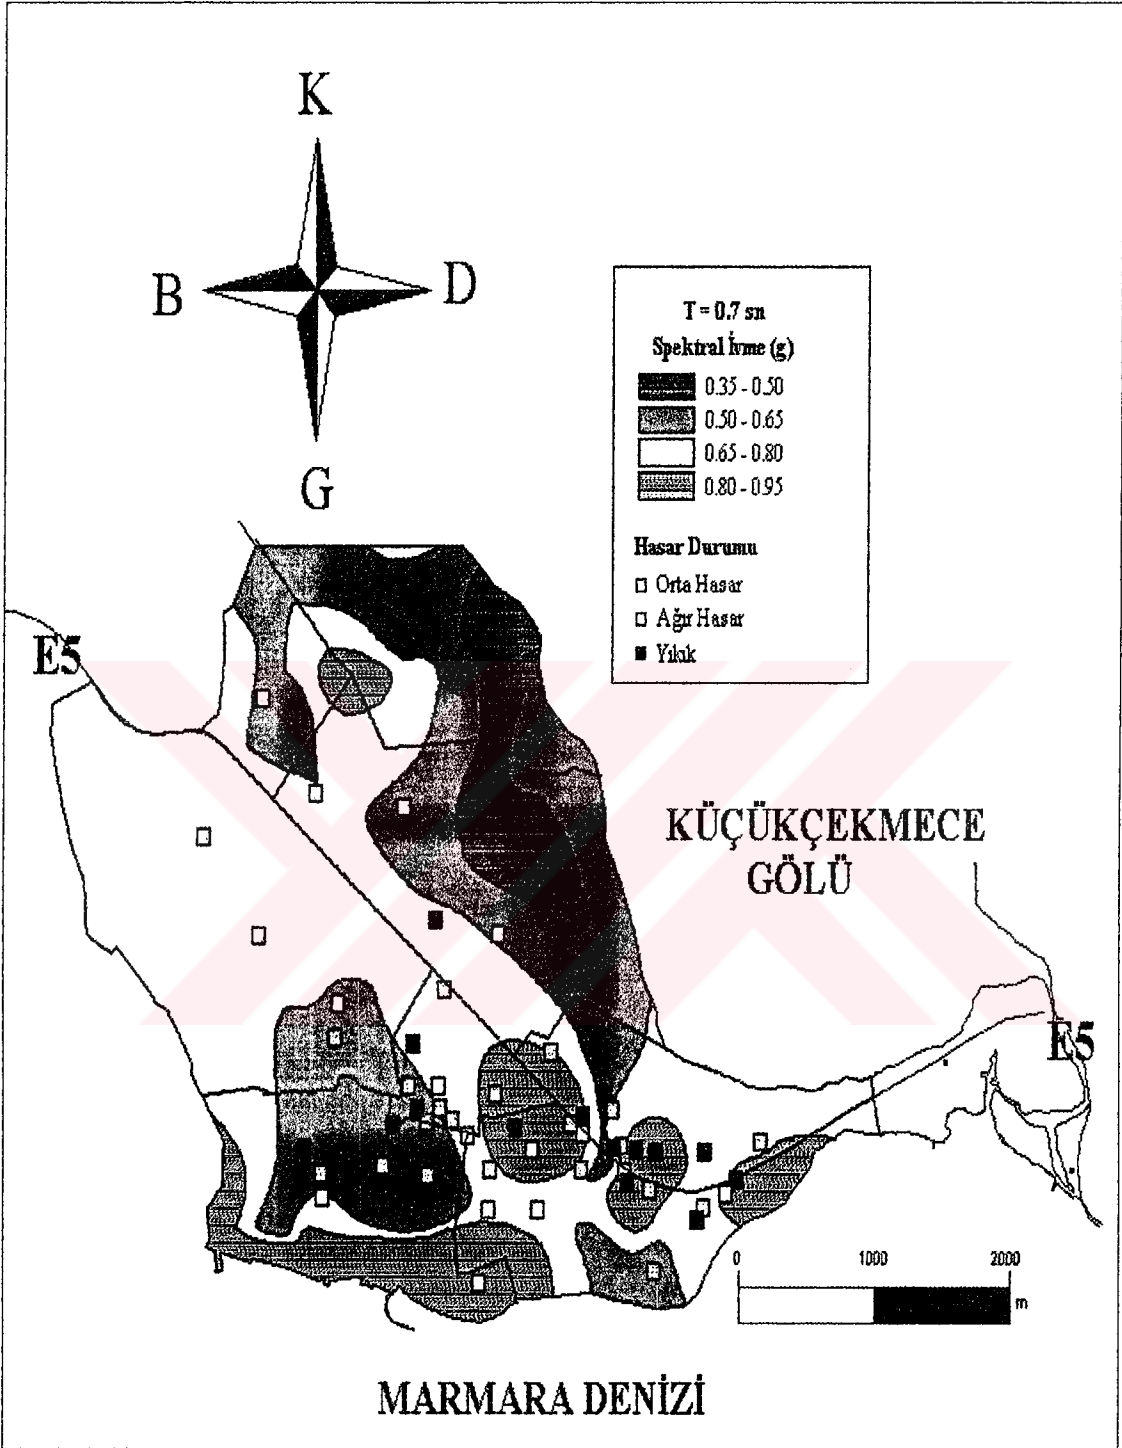 K
B
D
G
T = 0.7 sn
Spektral İvme (g)
0.35 - 0.50
0.50 - 0.65
0.65 - 0.80
0.80 - 0.95
Hasar Durumu
Orta Hasar
Ağır Hasar
Yıkık
E5
KÜÇÜKÇEKMECE
GÖLÜ
E5
0 1000 2000
m
MARMARA DENİZİ